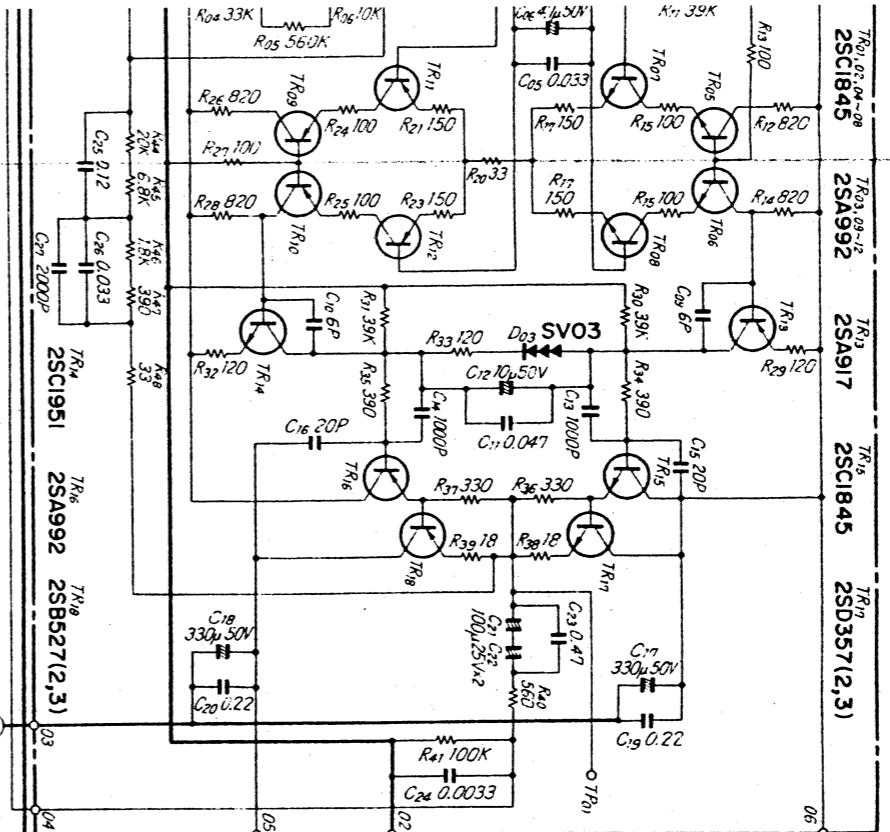 R04 33K
R06 10K
R05 560K
C06 4.7μ50V
R11 39K
R13 100
TR01,02,04~08
2SC1845
TR11
TR07
C05 0.033
TR09
TR05
R26 820
R24 100
R21 150
R17 150
R15 100
R12 820
C25 0.12
R44
20K
R27 100
R20 33
R45
6.8K
R28 820
R25 100
R23 150
R17
150
R15 100
R14 820
TR03,09~12
2SA992
TR10
TR12
TR08
TR06
C27 2000P
C26 0.033
R46
1.8K
R47
390
C10 6P
R31 39K
R30 39K
C09 6P
TR13
R33 120
D03
SV03
TR13
2SA917
R32 120
TR14
R29 120
R48
33
R35 390
C12 10μ50V
R34 390
TR14
2SC1951
C14 1000P
C11 0.047
C13 1000P
C16 20P
C15 20P
TR16
TR15
TR15
2SC1845
R37 330
R36 330
TR16
2SA992
R39 18
R38 18
TR18
TR17
TR18
2SB527(2,3)
TR17
2SD357(2,3)
C18
330μ50V
C21 C22
100μ25V×2
C23 0.47
C17
330μ50V
C20 0.22
R40
560
C19 0.22
03
R41 100K
C24 0.0033
TP01
04
05
02
06